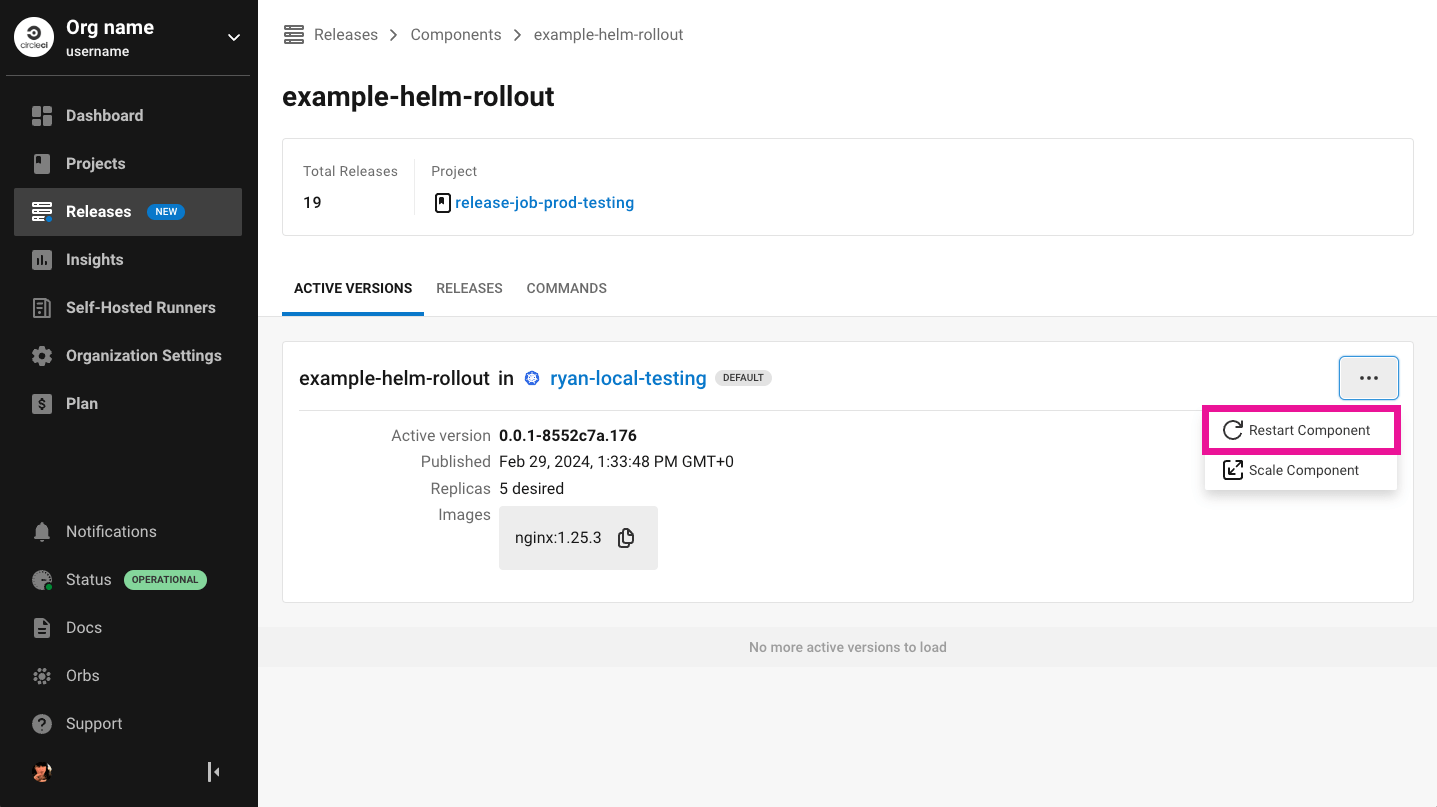 circleci
Org name
username
Dashboard
Projects
Releases NEW
Insights
Self-Hosted Runners
Organization Settings
Plan
Notifications
Status OPERATIONAL
Docs
Orbs
Support
Releases > Components > example-helm-rollout
example-helm-rollout
Total Releases
19
Project
release-job-prod-testing
ACTIVE VERSIONS RELEASES COMMANDS
example-helm-rollout in ryan-local-testing DEFAULT
Restart Component
Scale Component
Active version 0.0.1-8552c7a.176
Published Feb 29, 2024, 1:33:48 PM GMT+0
Replicas 5 desired
Images nginx:1.25.3
No more active versions to load